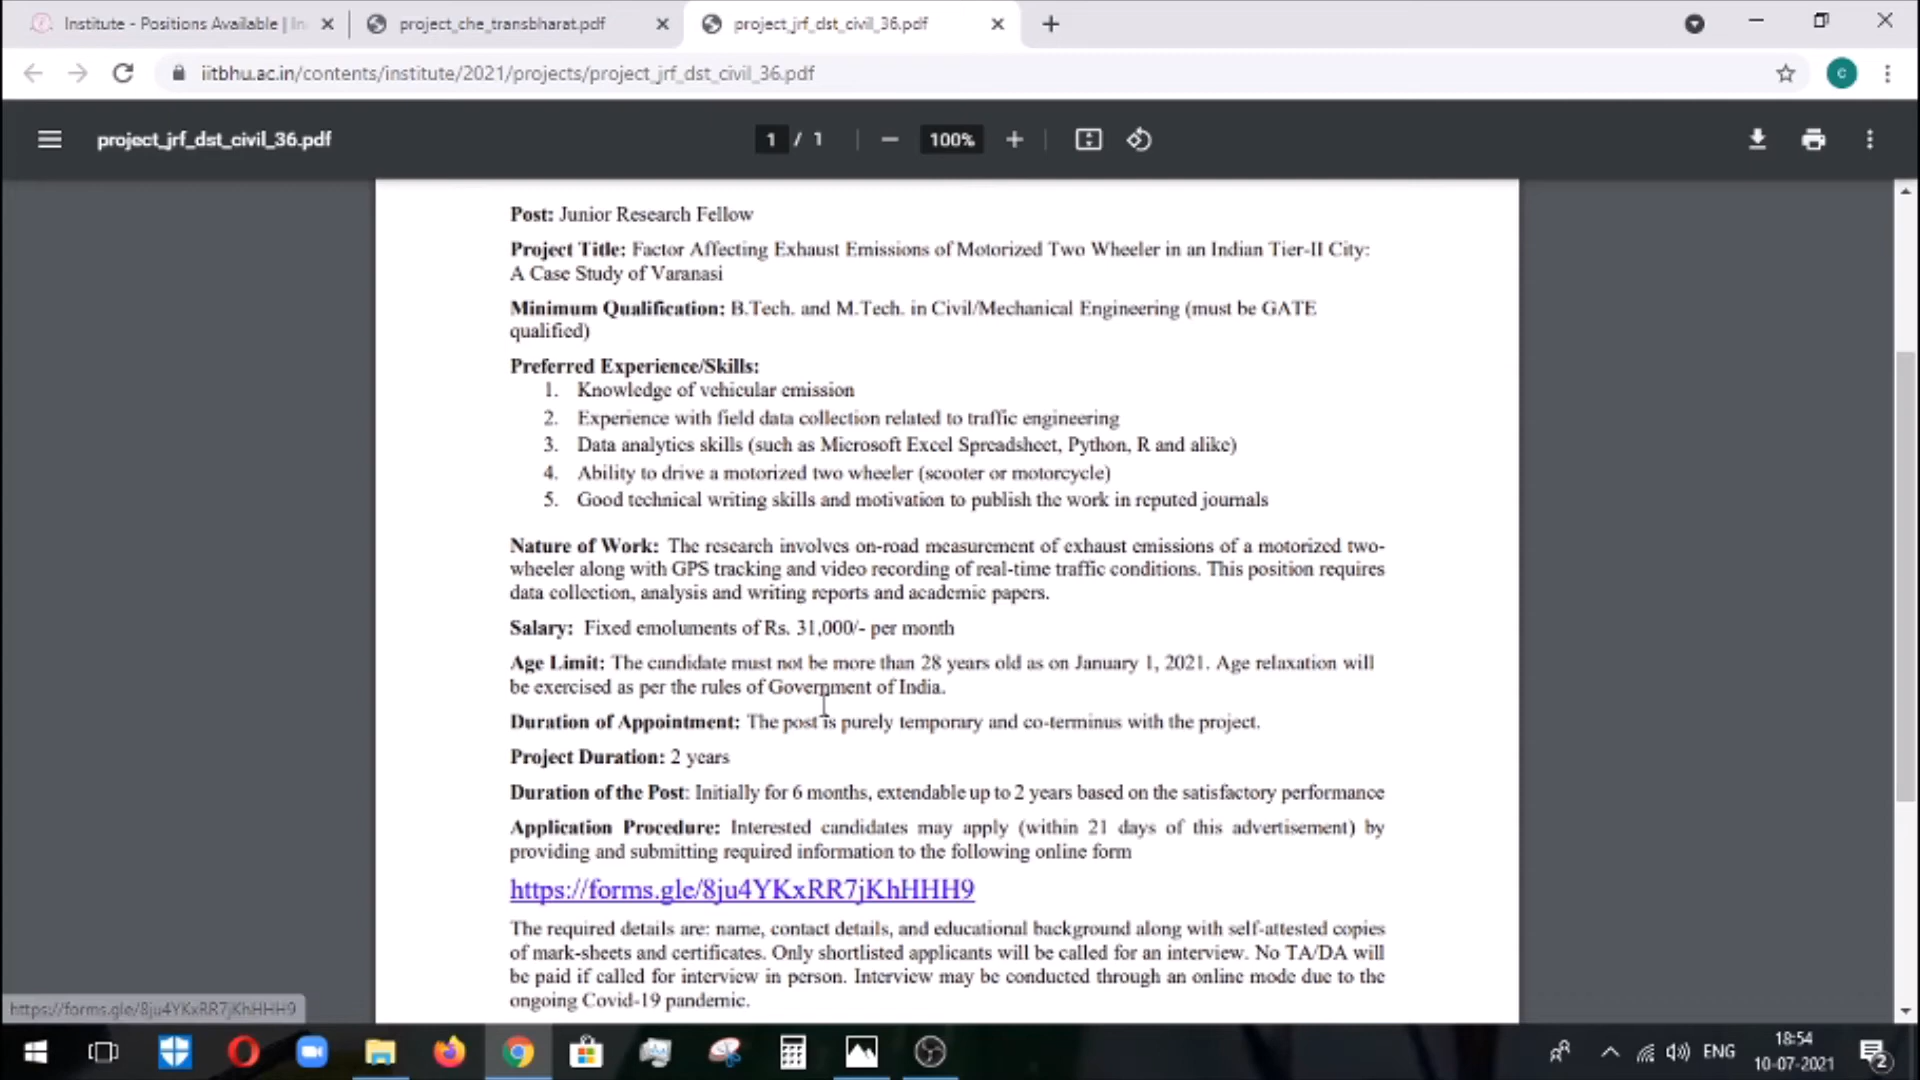 Institute - Positions Available | In
project_che_transbharat.pdf
project_jrf_dst_civil_36.pdf
iitbhu.ac.in/contents/institute/2021/projects/project_jrf_dst_civil_36.pdf
C
project_jrf_dst_civil_36.pdf
1 / 1
100%
Post: Junior Research Fellow
Project Title: Factor Affecting Exhaust Emissions of Motorized Two Wheeler in an Indian Tier-II City:
A Case Study of Varanasi
Minimum Qualification: B.Tech. and M.Tech. in Civil/Mechanical Engineering (must be GATE
qualified)
Preferred Experience/Skills:
1. Knowledge of vehicular emission
2. Experience with field data collection related to traffic engineering
3. Data analytics skills (such as Microsoft Excel Spreadsheet, Python, R and alike)
4. Ability to drive a motorized two wheeler (scooter or motorcycle)
5. Good technical writing skills and motivation to publish the work in reputed journals
Nature of Work: The research involves on-road measurement of exhaust emissions of a motorized two-
wheeler along with GPS tracking and video recording of real-time traffic conditions. This position requires
data collection, analysis and writing reports and academic papers.
Salary: Fixed emoluments of Rs. 31,000/- per month
Age Limit: The candidate must not be more than 28 years old as on January 1, 2021. Age relaxation will
be exercised as per the rules of Government of India.
Duration of Appointment: The post is purely temporary and co-terminus with the project.
Project Duration: 2 years
Duration of the Post: Initially for 6 months, extendable up to 2 years based on the satisfactory performance
Application Procedure: Interested candidates may apply (within 21 days of this advertisement) by
providing and submitting required information to the following online form
https://forms.gle/8ju4YKxRR7jKhHHH9
The required details are: name, contact details, and educational background along with self-attested copies
of mark-sheets and certificates. Only shortlisted applicants will be called for an interview. No TA/DA will
be paid if called for interview in person. Interview may be conducted through an online mode due to the
ongoing Covid-19 pandemic.
https://forms.gle/8ju4YKxRR7jKhHHH9
ENG
18:54
10-07-2021
2